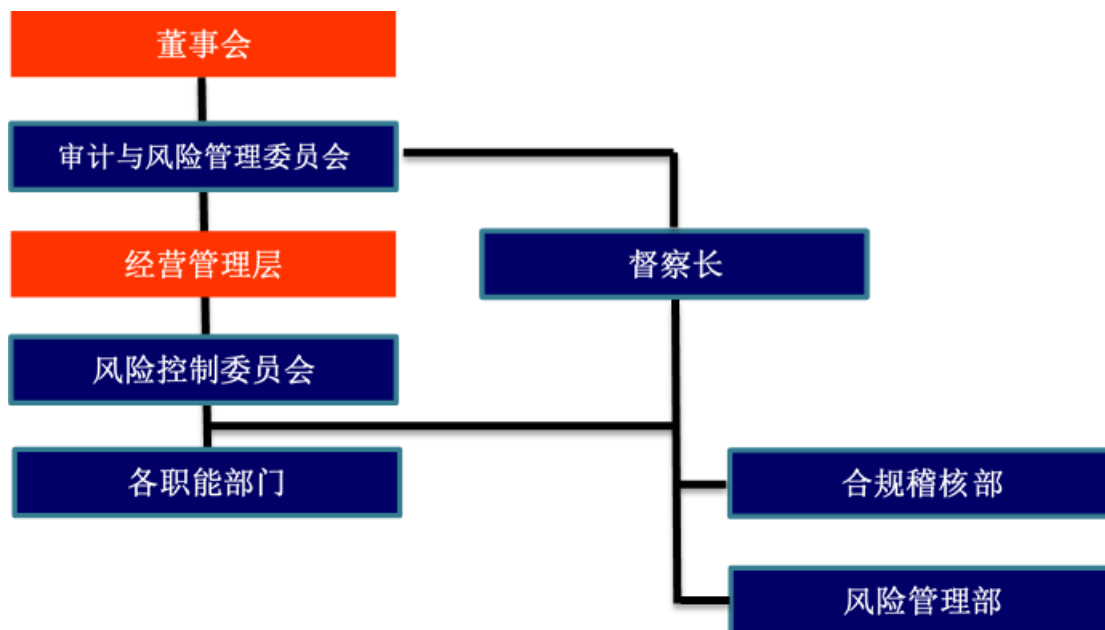 董事会
审计与风险管理委员会
经营管理层
督察长
风险控制委员会
各职能部门
合规稽核部
风险管理部